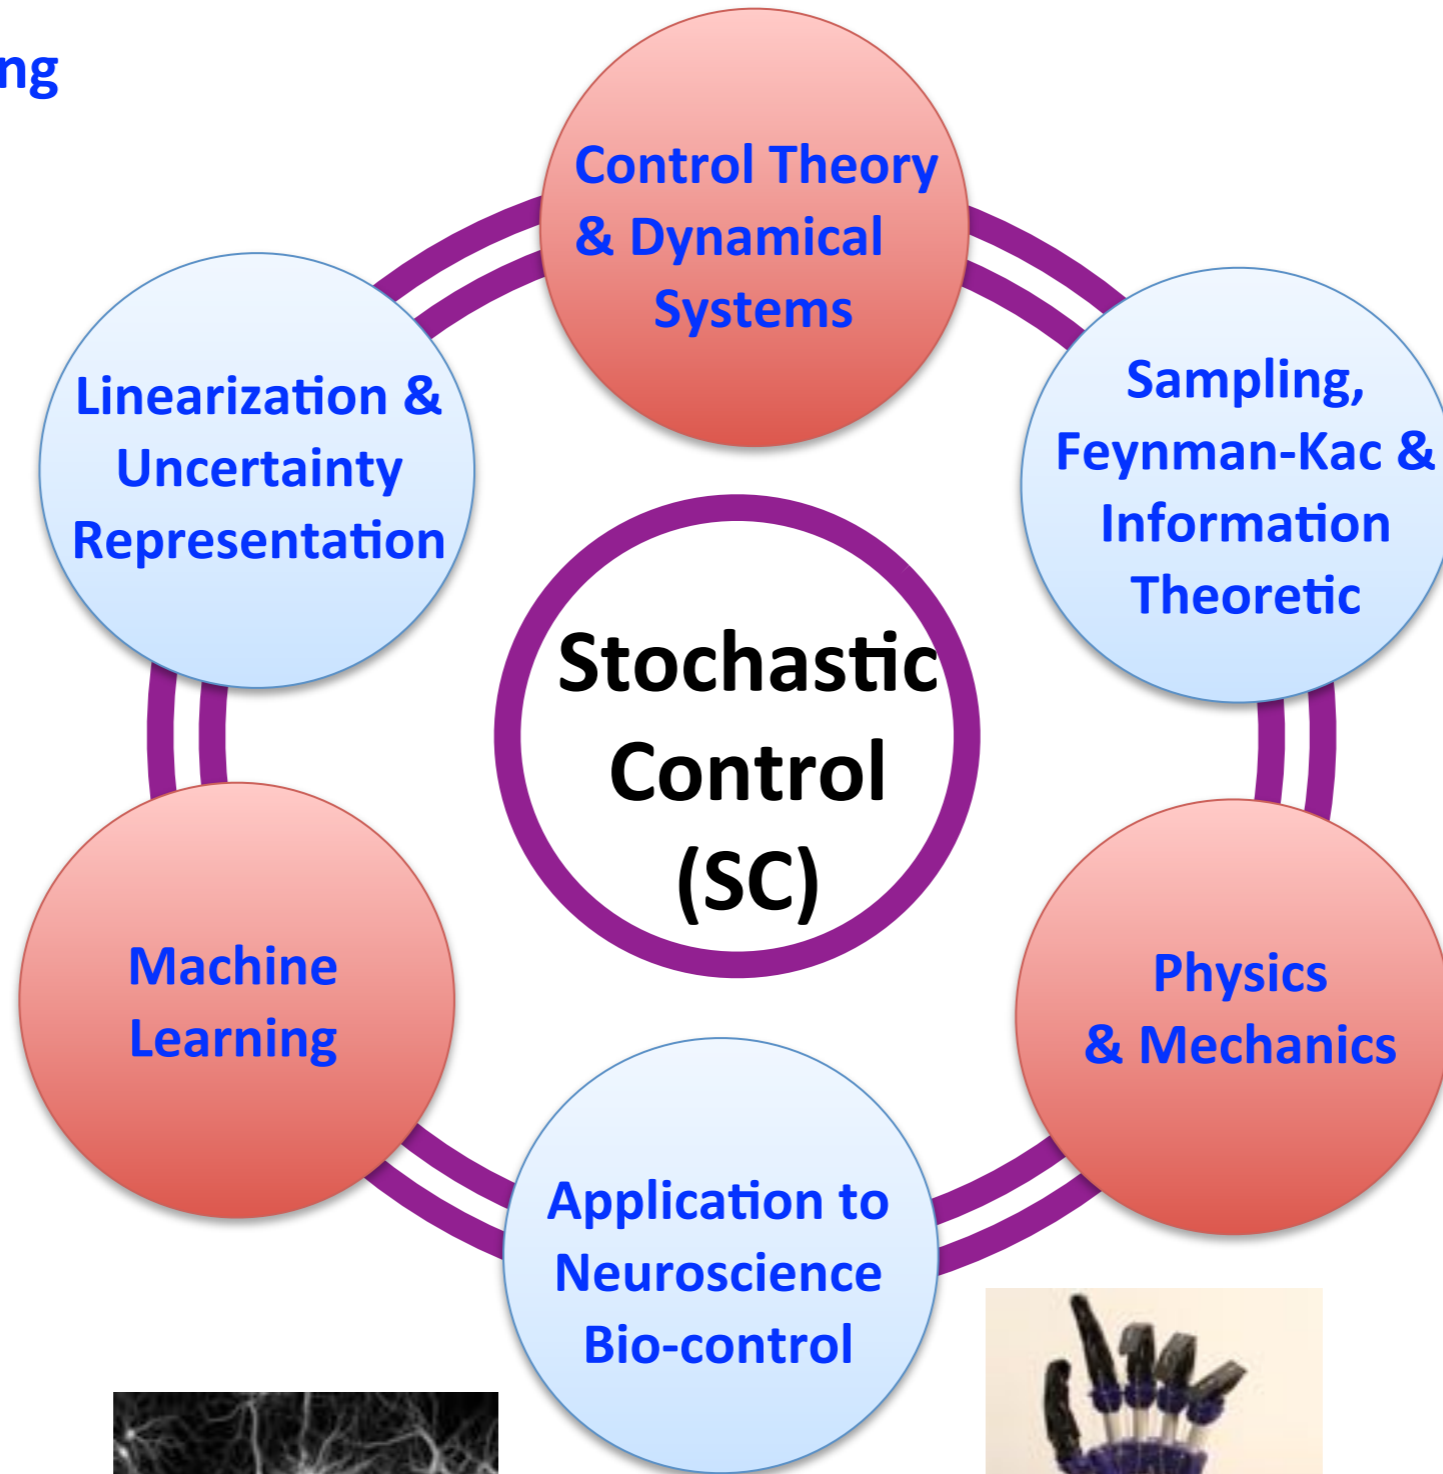 ng
Control Theory
& Dynamical
Systems
Linearization &
Uncertainty
Representation
Sampling,
Feynman-Kac &
Information
Theoretic
Stochastic
Control
(SC)
Machine
Learning
Physics
& Mechanics
Application to
Neuroscience
Bio-control